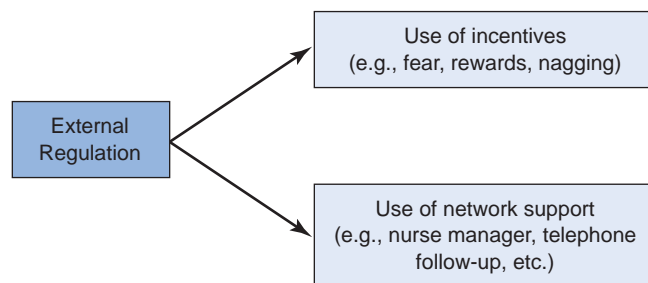 Use of incentives
(e.g., fear, rewards, nagging)
External
Regulation
Use of network support
(e.g., nurse manager, telephone
follow-up, etc.)